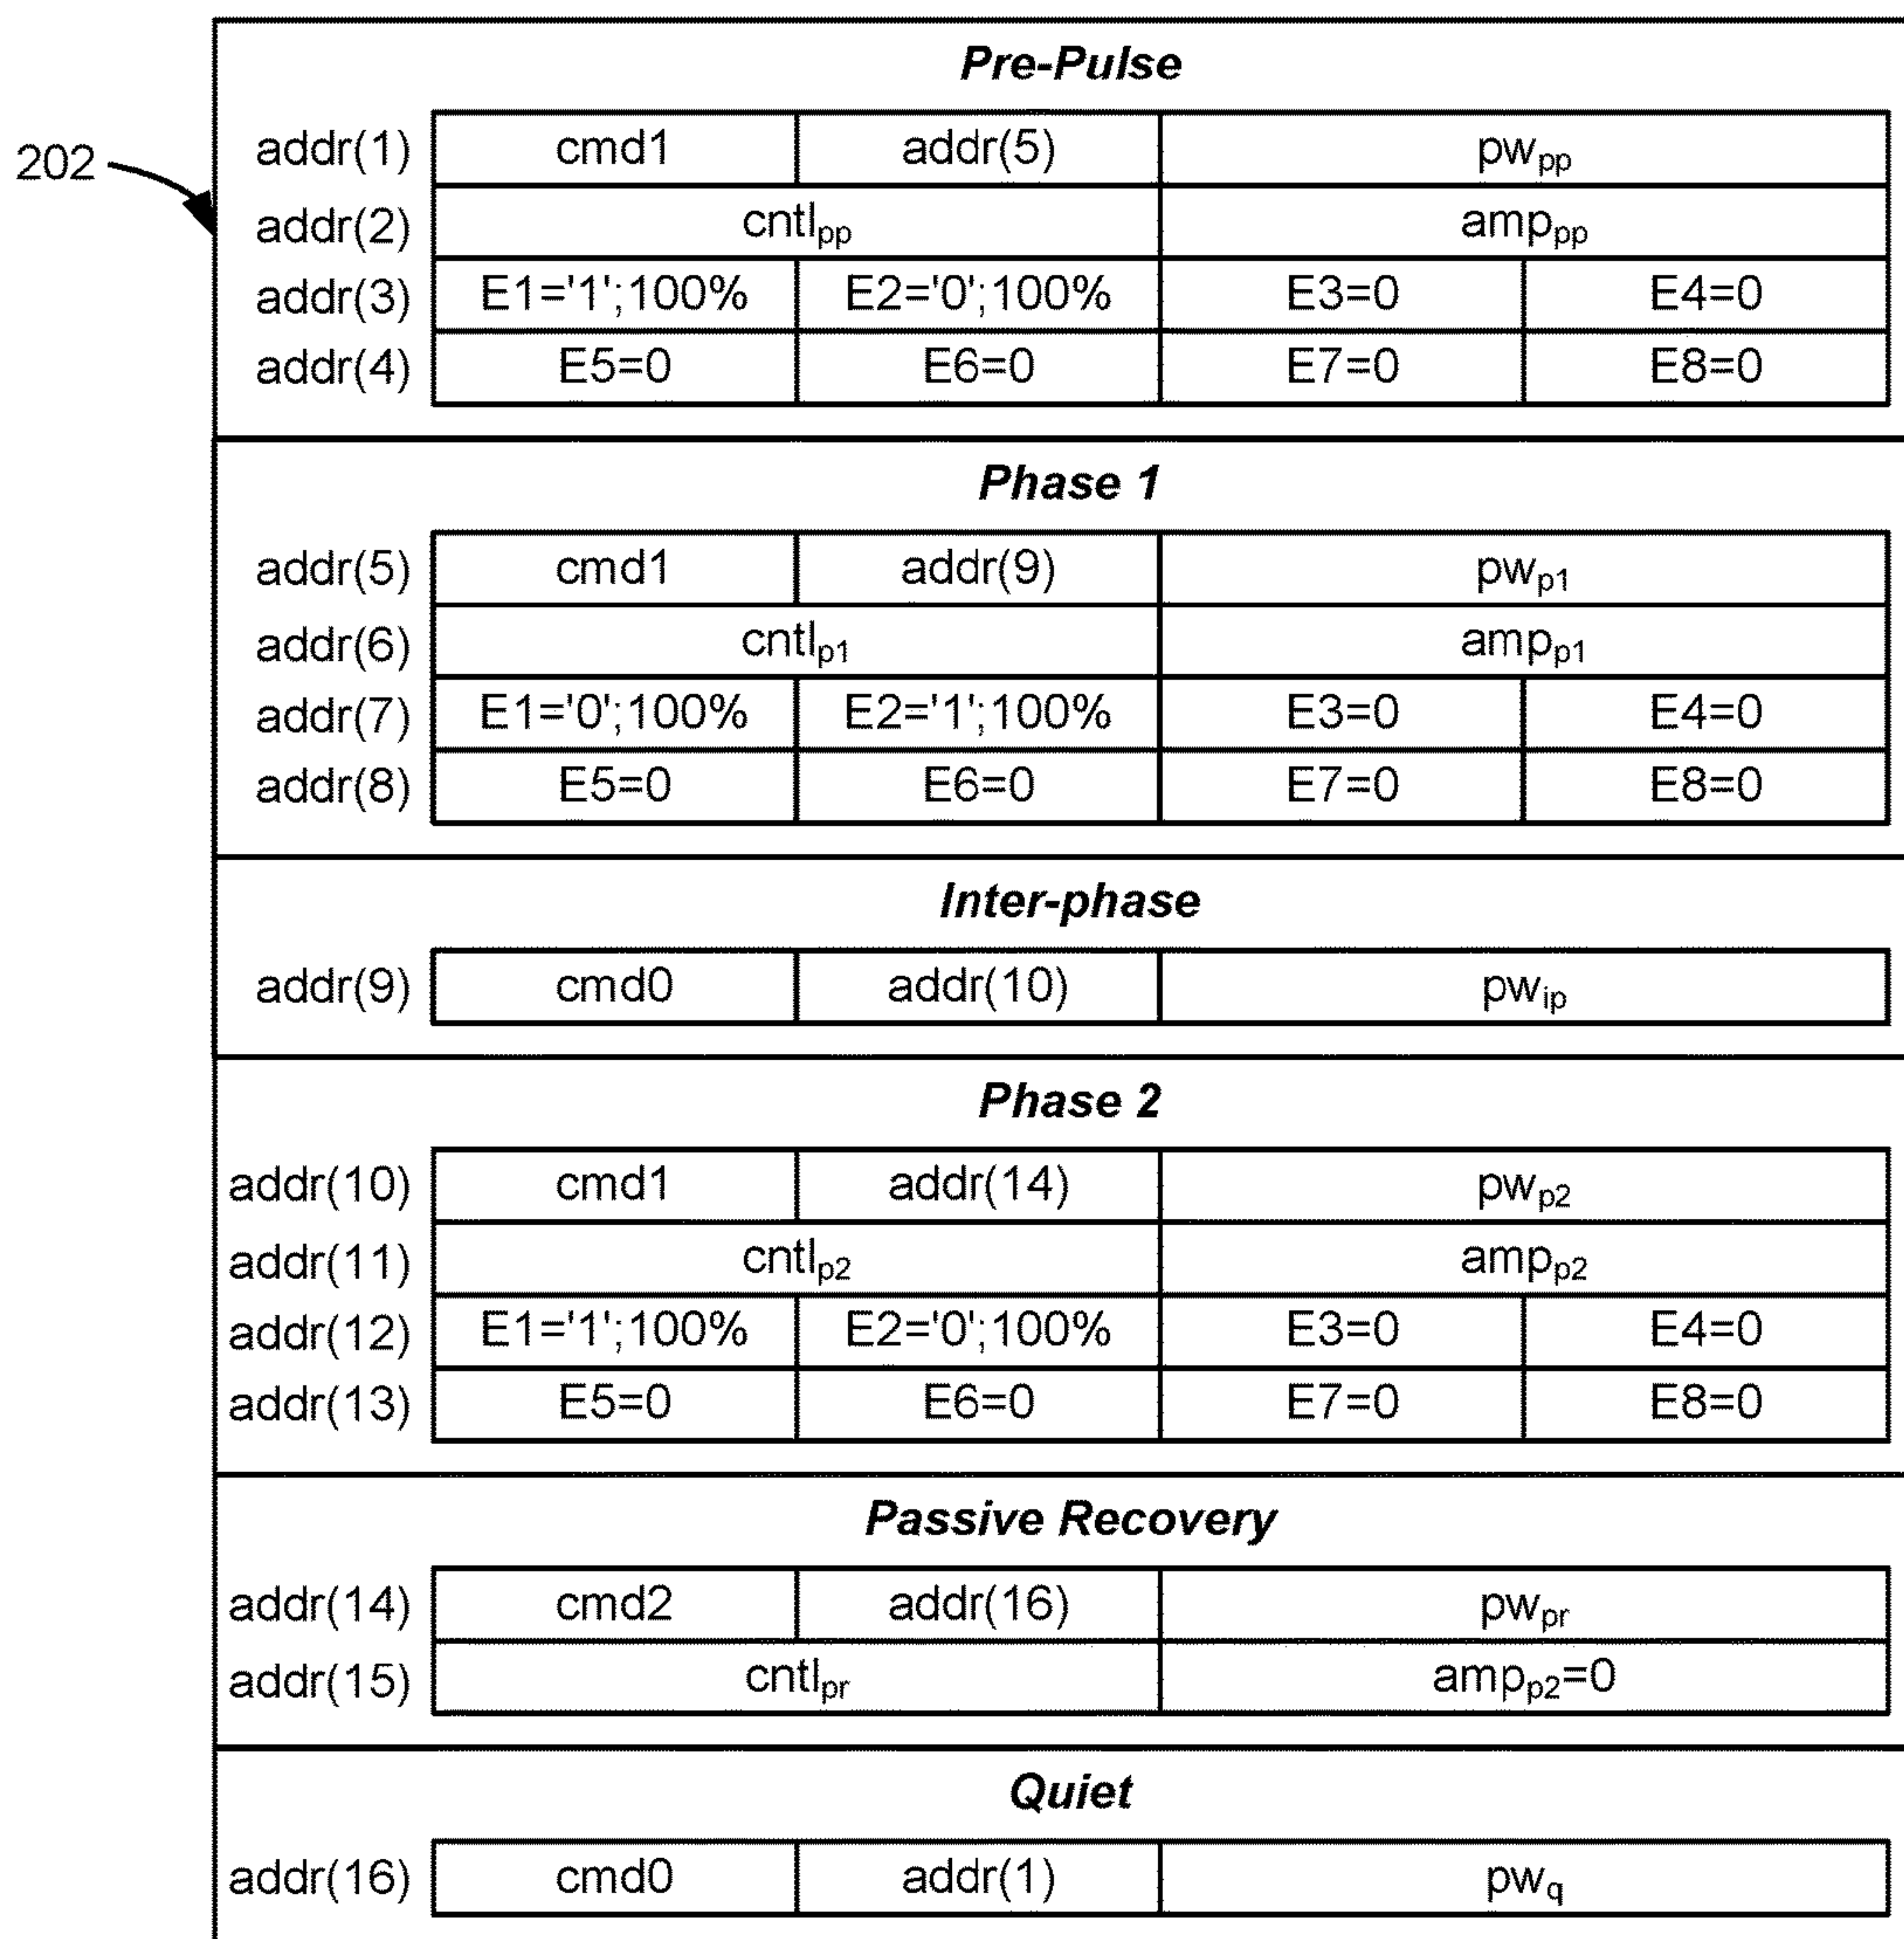 Pre-Pulse
202
addr(1) cmd1 addr(5) pwpp
addr(2) cntlpp amppp
addr(3) E1='1';100% E2='0';100% E3=0 E4=0
addr(4) E5=0 E6=0 E7=0 E8=0
Phase 1
addr(5) cmd1 addr(9) pwp1
addr(6) cntlp1 ampp1
addr(7) E1='0';100% E2='1';100% E3=0 E4=0
addr(8) E5=0 E6=0 E7=0 E8=0
Inter-phase
addr(9) cmd0 addr(10) pwip
Phase 2
addr(10) cmd1 addr(14) pwp2
addr(11) cntlp2 ampp2
addr(12) E1='1';100% E2='0';100% E3=0 E4=0
addr(13) E5=0 E6=0 E7=0 E8=0
Passive Recovery
addr(14) cmd2 addr(16) pwpr
addr(15) cntlpr ampp2=0
Quiet
addr(16) cmd0 addr(1) pwq